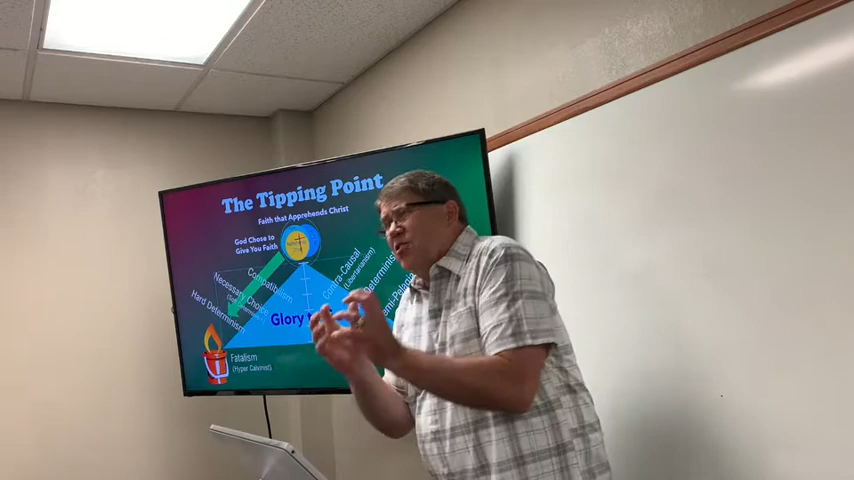 The Tipping Point
Faith that Apprehends Christ
God Chose to
Give You Faith
Compatibilism
Necessary Choice
Hard Determinism
Contra-Causal
(Libertarianism)
Glory
Fatalism
(Hyper Calvinist)